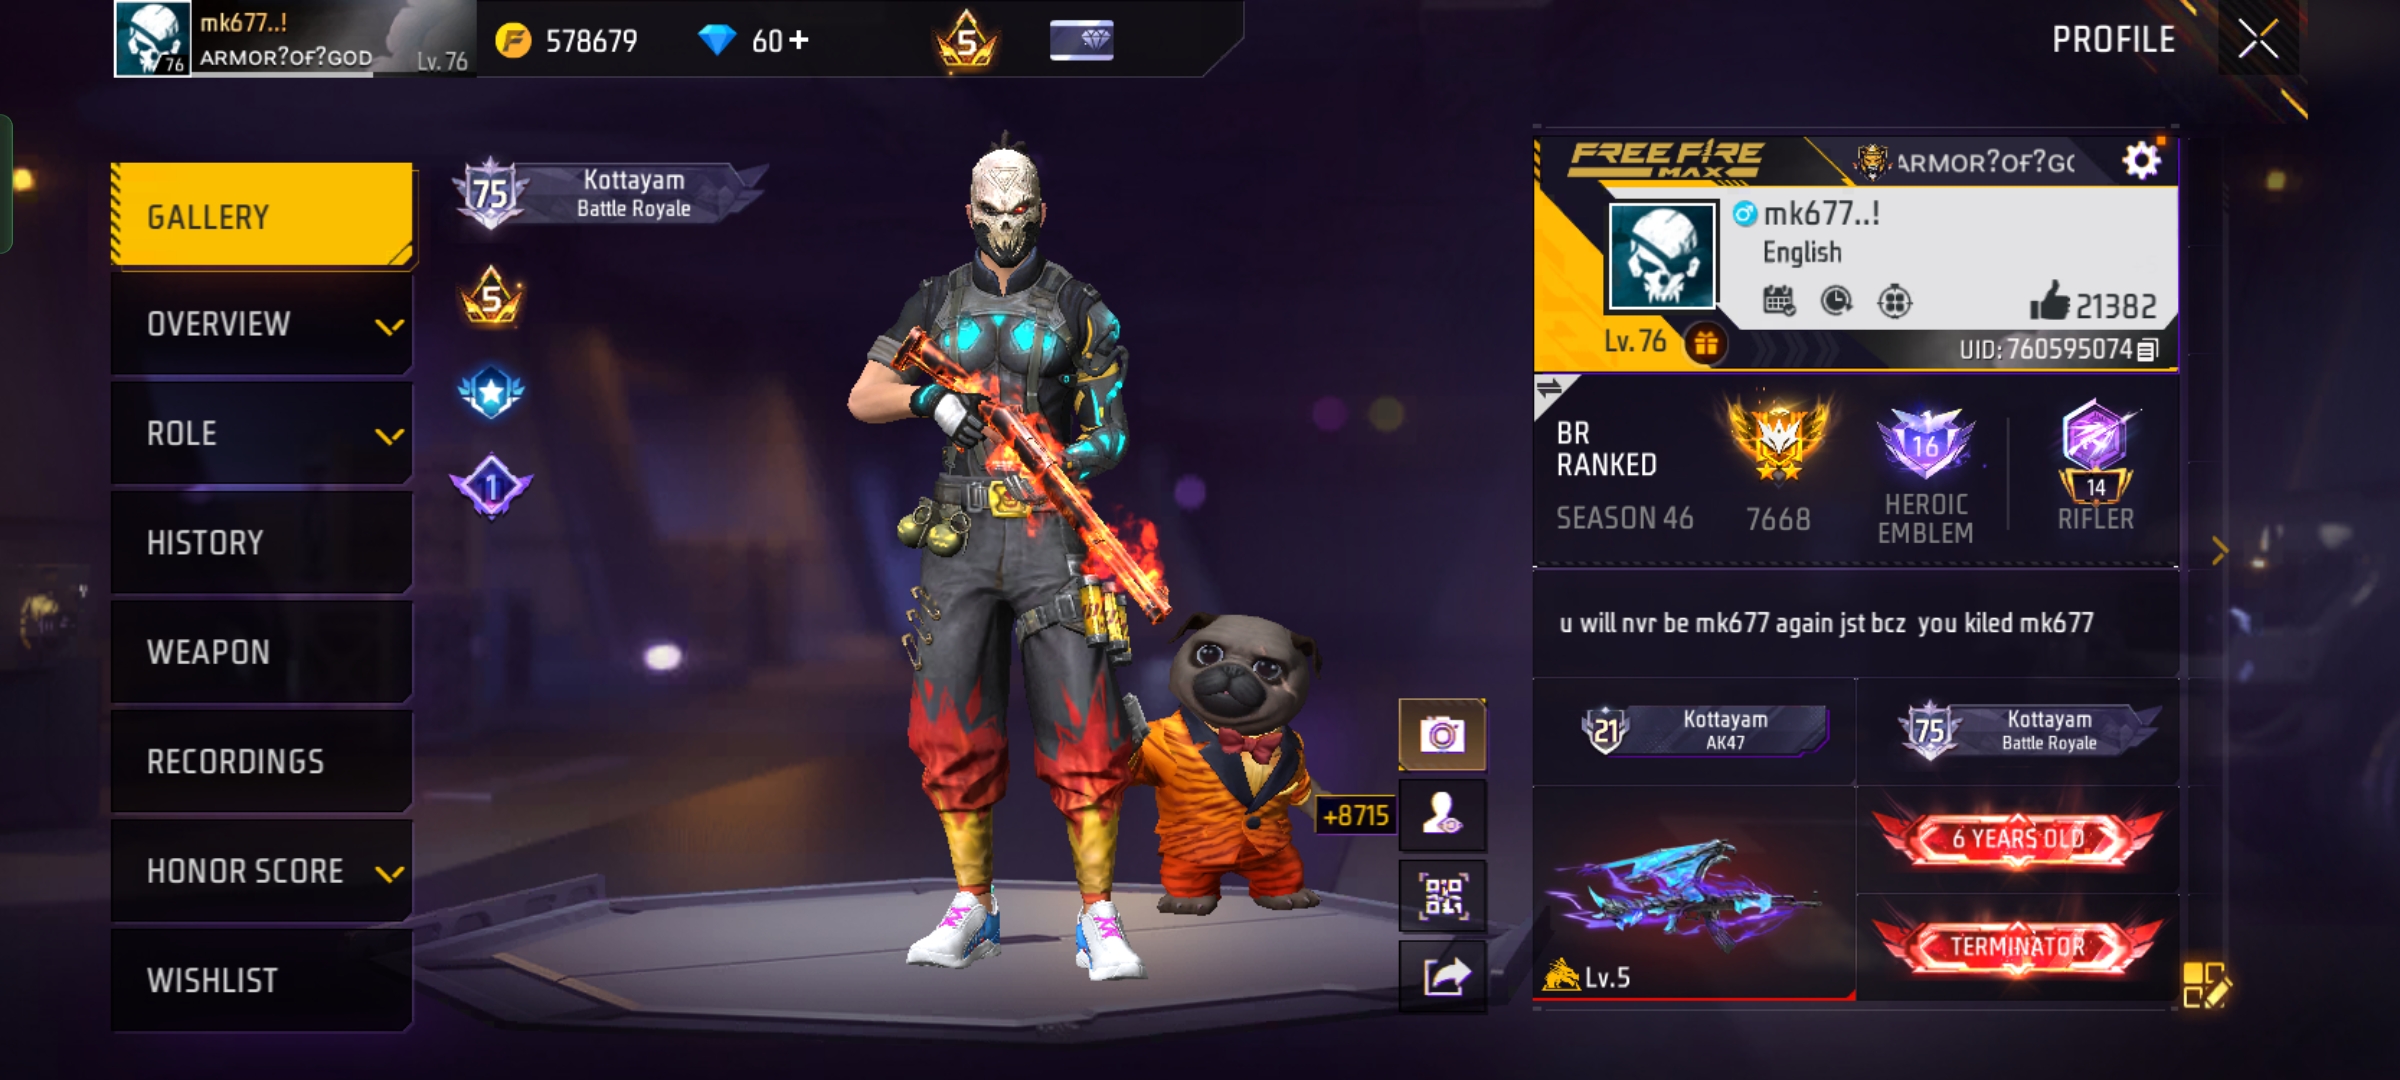 mk677..!
ARMOR?OF?GOD
76
Lv. 76
578679
60+
5
PROFILE
GALLERY
OVERVIEW
ROLE
HISTORY
WEAPON
RECORDINGS
HONOR SCORE
WISHLIST
75
Kottayam
Battle Royale
5
1
+8715
FREE FIRE
MAX
ARMOR?OF?G
mk677..!
English
21382
Lv. 76
UID: 760595074
BR
RANKED
SEASON 46
7668
16
HEROIC
EMBLEM
14
RIFLER
u will nvr be mk677 again jst bcz you kiled mk677
21
Kottayam
AK47
75
Kottayam
Battle Royale
Lv.5
6 YEARS OLD
TERMINATOR